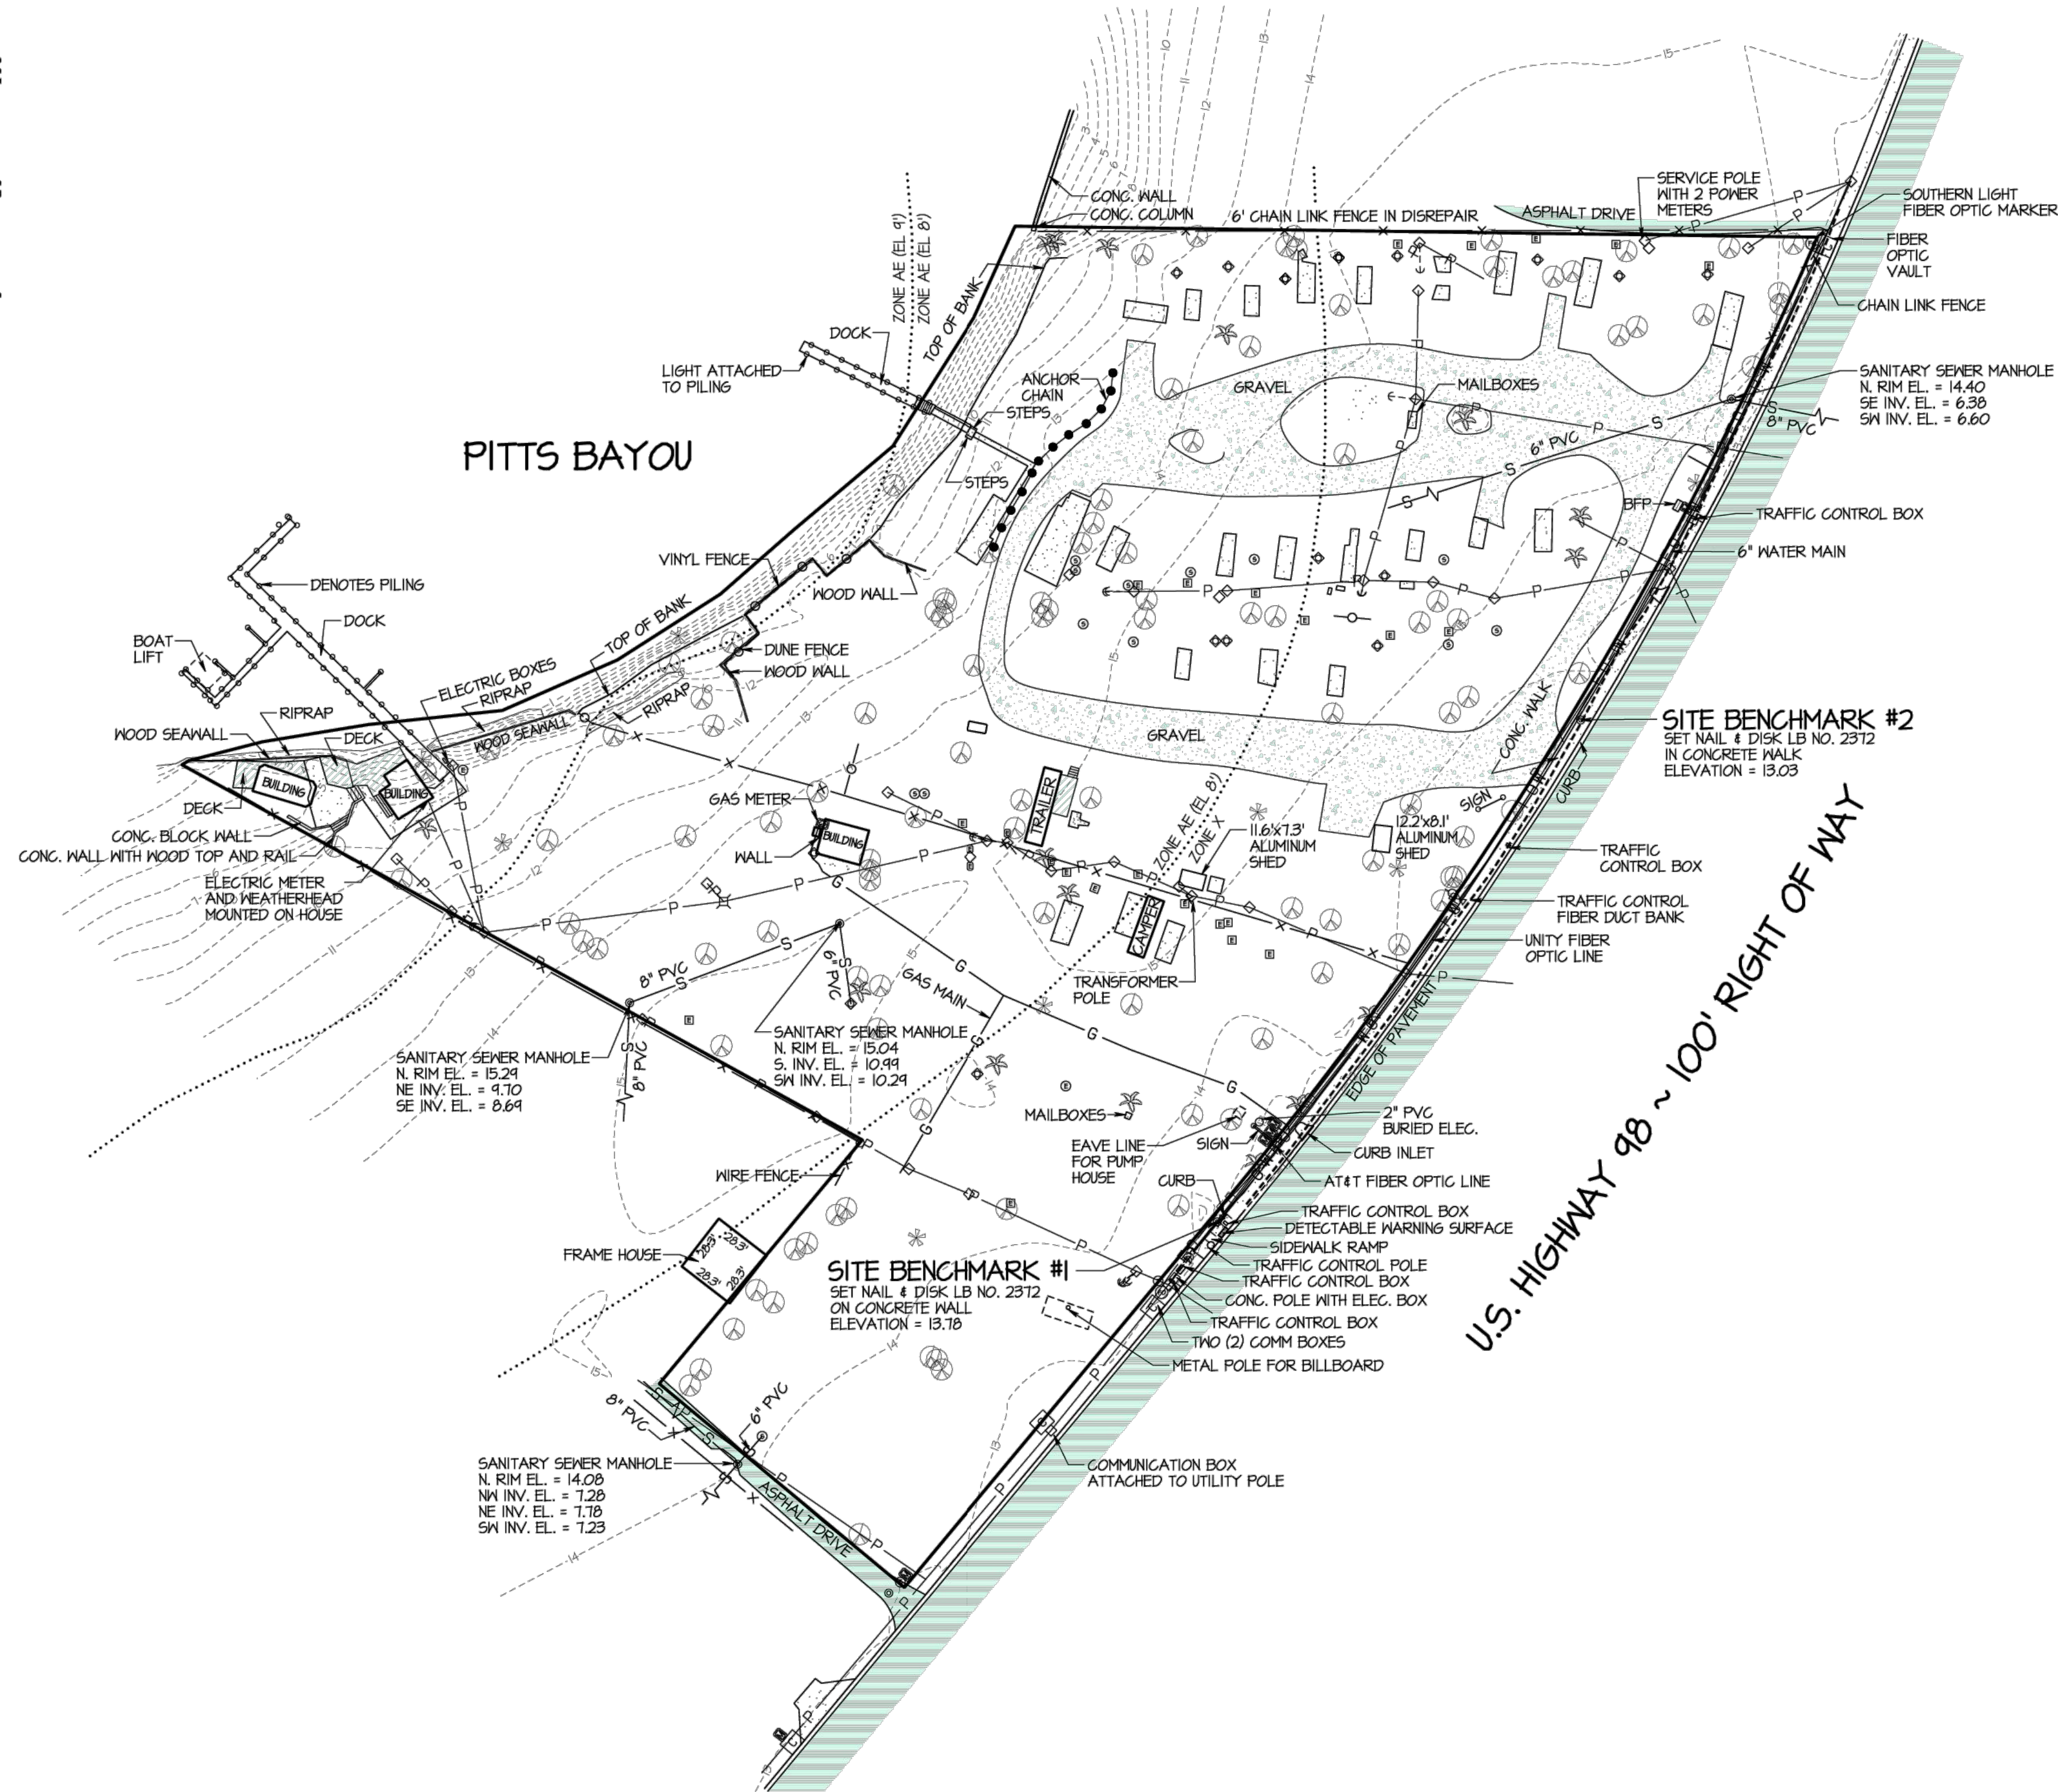 CONC. WALL
CONC. COLUMN
6' CHAIN LINK FENCE IN DISREPAIR
ASPHALT DRIVE
SERVICE POLE
WITH 2 POWER
METERS
SOUTHERN LIGHT
FIBER OPTIC MARKER
FIBER
OPTIC
VAULT
CHAIN LINK FENCE
ZONE AE (EL 9')
ZONE AE (EL 8')
TOP OF BANK
DOCK
LIGHT ATTACHED
TO PILING
ANCHOR
CHAIN
STEPS
STEPS
GRAVEL
MAILBOXES
SANITARY SEWER MANHOLE
N. RIM EL. = 14.40
SE INV. EL. = 6.38
SW INV. EL. = 6.60
8" PVC
6" PVC
PITTS BAYOU
BFP
TRAFFIC CONTROL BOX
6" WATER MAIN
VINYL FENCE
WOOD WALL
DENOTES PILING
DOCK
BOAT
LIFT
TOP OF BANK
DUNE FENCE
WOOD WALL
ELECTRIC BOXES
RIPRAP
RIPRAP
WOOD SEAWALL
RIPRAP
WOOD SEAWALL
DECK
BUILDING
BUILDING
DECK
CONC. BLOCK WALL
CONC. WALL WITH WOOD TOP AND RAIL
ELECTRIC METER
AND WEATHERHEAD
MOUNTED ON HOUSE
GRAVEL
CONC. WALK
SITE BENCHMARK #2
SET NAIL & DISK LB NO. 2372
IN CONCRETE WALK
ELEVATION = 13.03
CURB
SIGN
GAS METER
BUILDING
WALL
TRAILER
ZONE AE (EL 8')
ZONE X
11.6'x7.3'
ALUMINUM
SHED
12.2'x8.1'
ALUMINUM
SHED
TRAFFIC
CONTROL BOX
TRAFFIC CONTROL
FIBER DUCT BANK
UNITY FIBER
OPTIC LINE
CAMPER
TRANSFORMER
POLE
8" PVC
6" PVC
GAS MAIN
SANITARY SEWER MANHOLE
N. RIM EL. = 15.04
S. INV. EL. = 10.99
SW INV. EL. = 10.29
SANITARY SEWER MANHOLE
N. RIM EL. = 15.29
NE INV. EL. = 9.70
SE INV. EL. = 8.69
8" PVC
EDGE OF PAVEMENT
U.S. HIGHWAY 98 ~ 100' RIGHT OF WAY
MAILBOXES
EAVE LINE
FOR PUMP
HOUSE
SIGN
2" PVC
BURIED ELEC.
CURB INLET
AT&T FIBER OPTIC LINE
CURB
TRAFFIC CONTROL BOX
DETECTABLE WARNING SURFACE
SIDEWALK RAMP
TRAFFIC CONTROL POLE
TRAFFIC CONTROL BOX
CONC. POLE WITH ELEC. BOX
TRAFFIC CONTROL BOX
TWO (2) COMM BOXES
METAL POLE FOR BILLBOARD
WIRE FENCE
FRAME HOUSE
28.3'
28.3'
28.3'
28.3'
SITE BENCHMARK #1
SET NAIL & DISK LB NO. 2372
ON CONCRETE WALL
ELEVATION = 13.78
8" PVC
6" PVC
SANITARY SEWER MANHOLE
N. RIM EL. = 14.08
NW INV. EL. = 7.28
NE INV. EL. = 7.78
SW INV. EL. = 7.23
ASPHALT DRIVE
COMMUNICATION BOX
ATTACHED TO UTILITY POLE